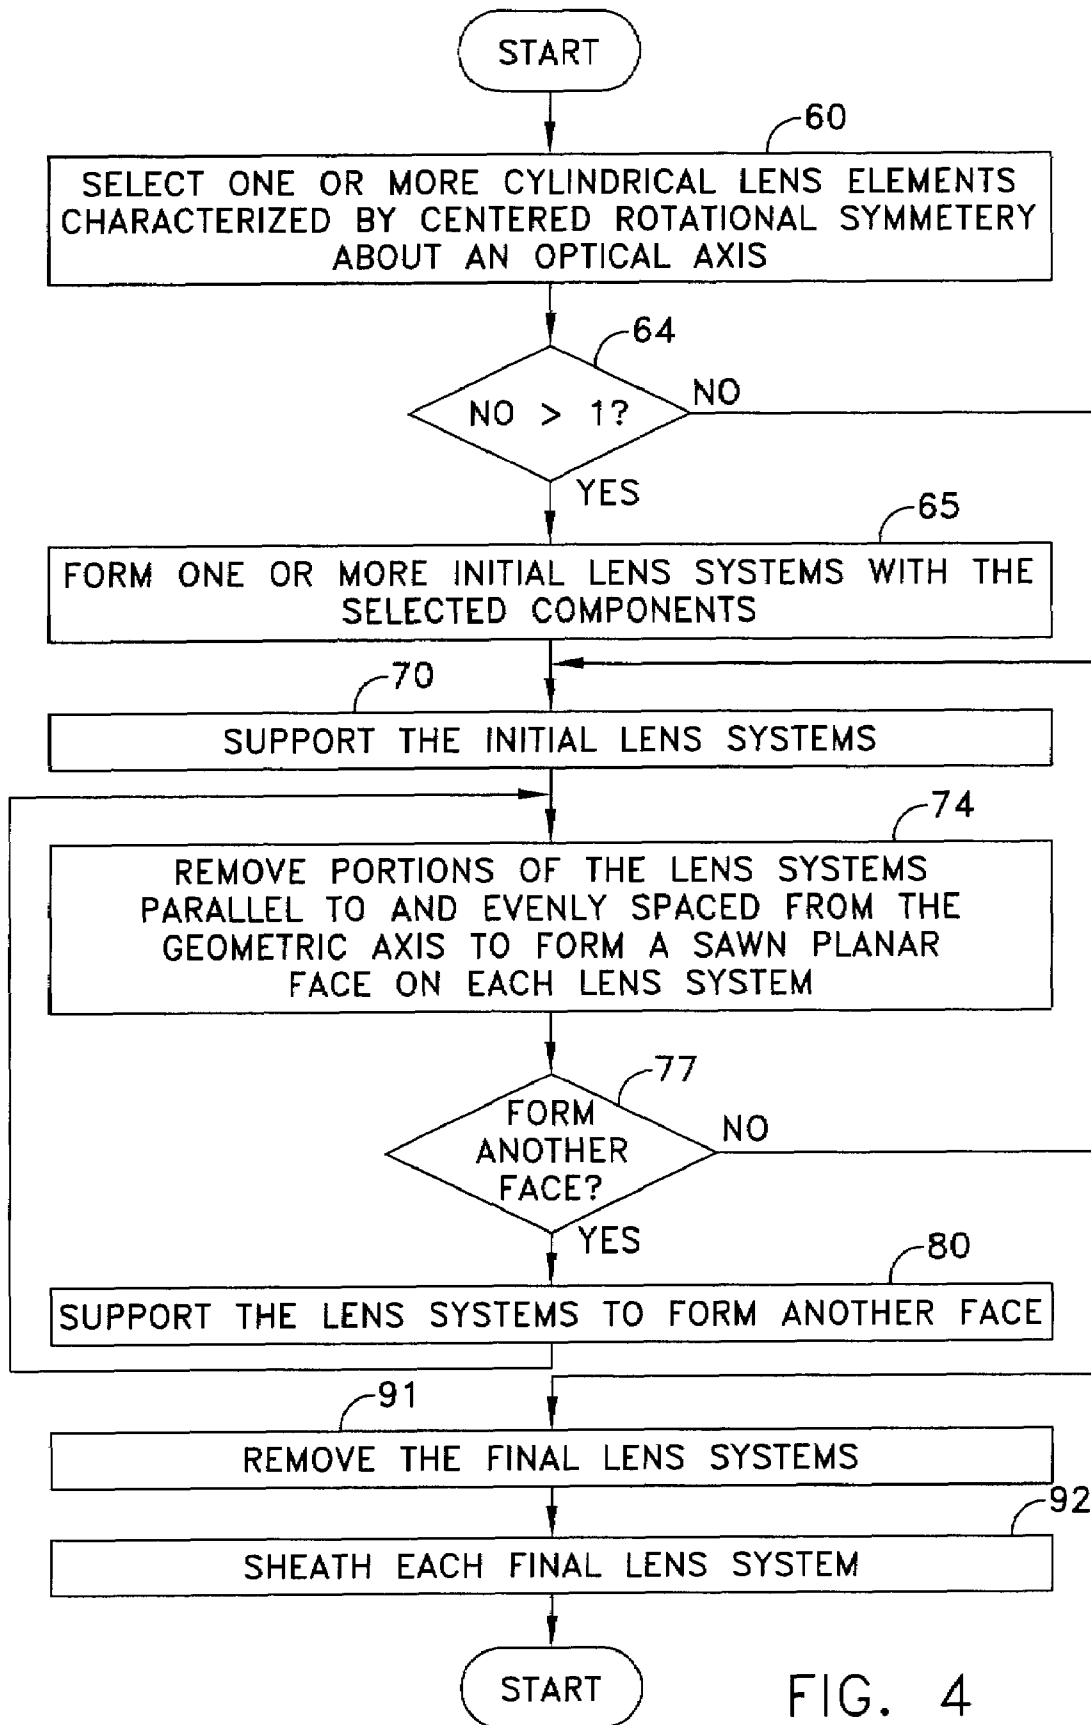 START
60
SELECT ONE OR MORE CYLINDRICAL LENS ELEMENTS
CHARACTERIZED BY CENTERED ROTATIONAL SYMMETERY
ABOUT AN OPTICAL AXIS
64
NO > 1?
NO
YES
65
FORM ONE OR MORE INITIAL LENS SYSTEMS WITH THE
SELECTED COMPONENTS
70
SUPPORT THE INITIAL LENS SYSTEMS
74
REMOVE PORTIONS OF THE LENS SYSTEMS
PARALLEL TO AND EVENLY SPACED FROM THE
GEOMETRIC AXIS TO FORM A SAWN PLANAR
FACE ON EACH LENS SYSTEM
77
FORM
ANOTHER
FACE?
NO
YES
80
SUPPORT THE LENS SYSTEMS TO FORM ANOTHER FACE
91
REMOVE THE FINAL LENS SYSTEMS
92
SHEATH EACH FINAL LENS SYSTEM
START
FIG. 4